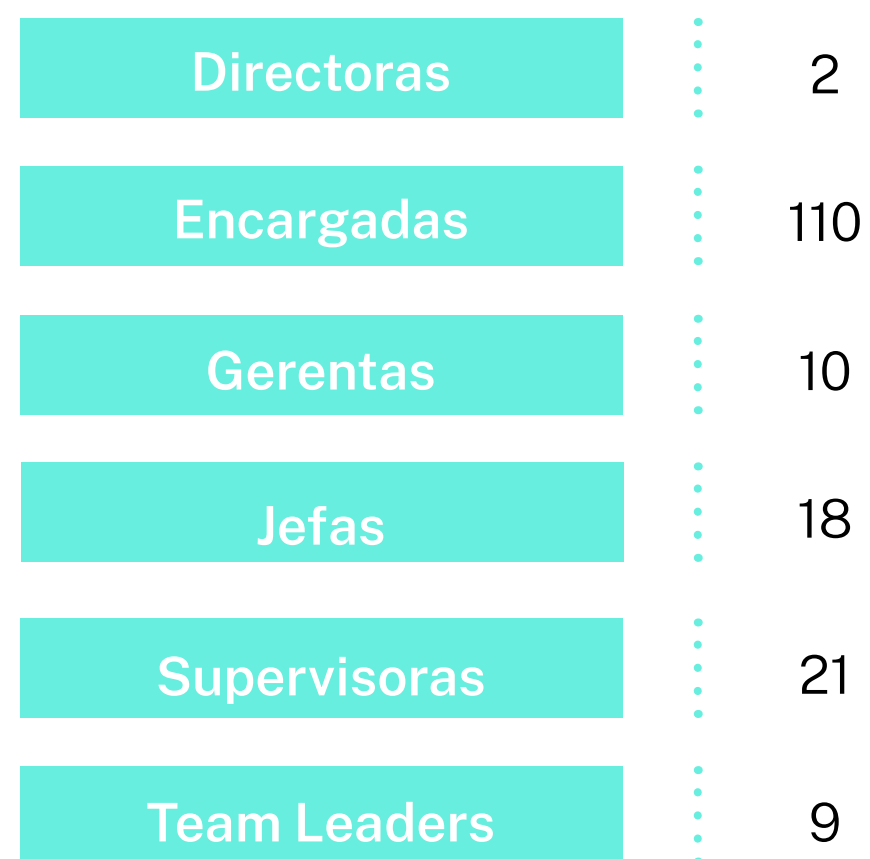 Directoras 2
Encargadas 110
Gerentas 10
Jefas 18
Supervisoras 21
Team Leaders 9